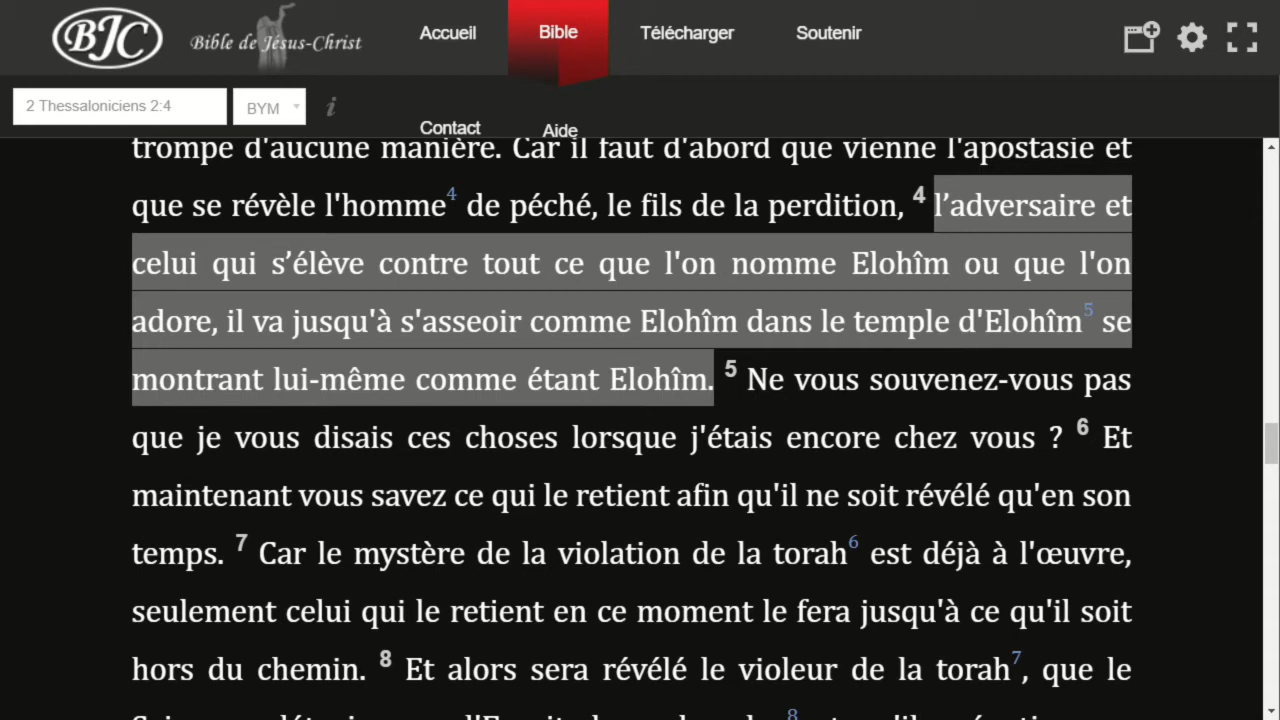 BJC Bible de Jésus-Christ Accueil Bible Télécharger Soutenir
2 Thessaloniciens 2:4 BYM i Contact Aide
trompe d'aucune manière. Car il faut d'abord que vienne l'apostasie et
que se révèle l'homme4 de péché, le fils de la perdition, 4 l’adversaire et
celui qui s’élève contre tout ce que l'on nomme Elohîm ou que l'on
adore, il va jusqu'à s'asseoir comme Elohîm dans le temple d'Elohîm5 se
montrant lui-même comme étant Elohîm. 5 Ne vous souvenez-vous pas
que je vous disais ces choses lorsque j'étais encore chez vous ? 6 Et
maintenant vous savez ce qui le retient afin qu'il ne soit révélé qu'en son
temps. 7 Car le mystère de la violation de la torah6 est déjà à l'œuvre,
seulement celui qui le retient en ce moment le fera jusqu'à ce qu'il soit
hors du chemin. 8 Et alors sera révélé le violeur de la torah7, que le
8